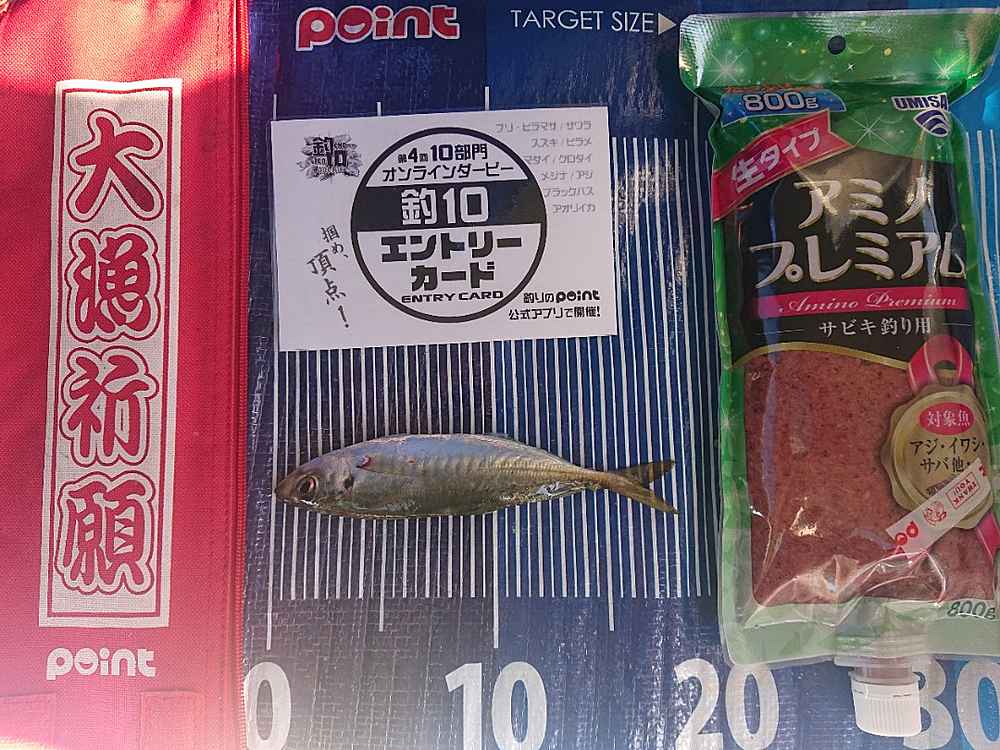 大漁祈願
point
point
TARGET SIZE
釣10
第4回10部門
オンラインダービー
釣10
エントリー
カード
ENTRY CARD
掴め、
頂点!
ブリ・ヒラマサ/サワラ
スズキ/ヒラメ
マダイ/クロダイ
メジナ/アジ
ブラックバス
アオリイカ
釣りのpoint
公式アプリで開催!
800g
UMISA
生タイプ
アミノ
プレミアム
Amino Premium
サビキ釣り用
対象魚
アジ・イワシ・
サバ他
THANK YOU!
800g
0
10
20
30